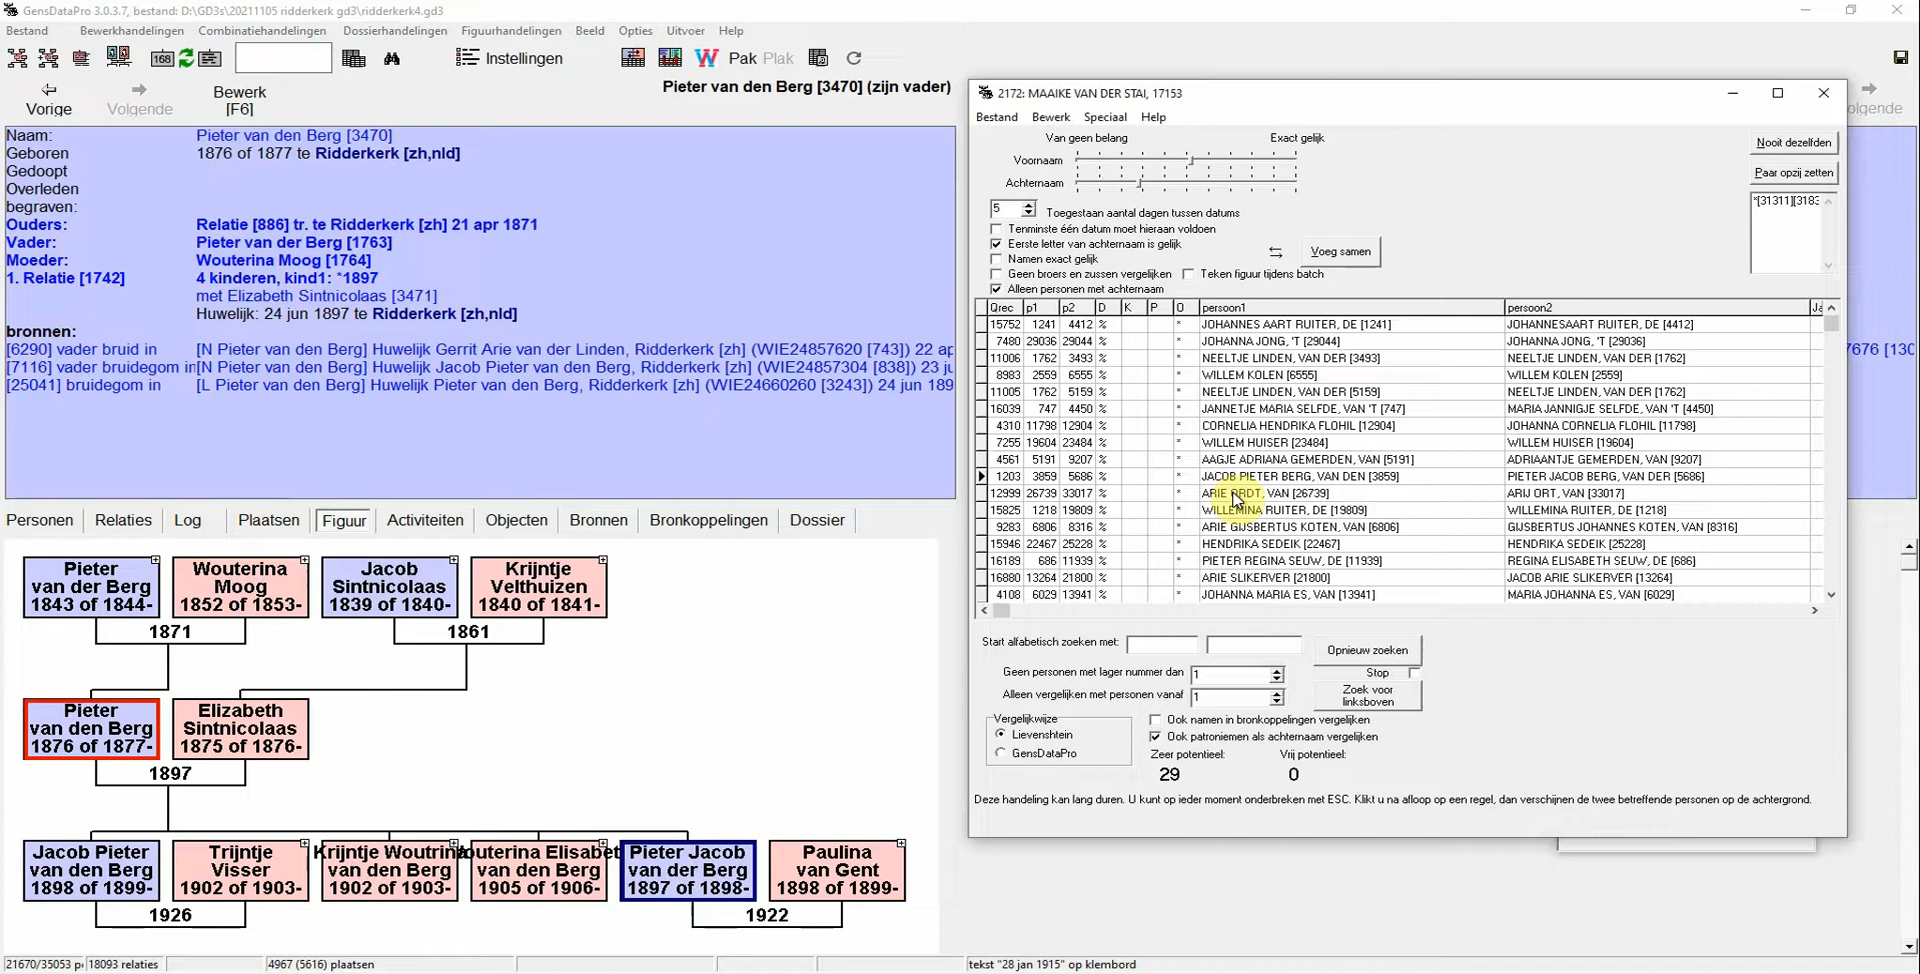 GensDataPro 3.0.3.7, bestand: D:\GD3s\20211105 ridderkerk gd3\ridderkerk4.gd3
Bestand Bewerkhandelingen Combinatiehandelingen Dossierhandelingen Figuurhandelingen Beeld Opties Uitvoer Help
168 Instellingen W Pak Plak
Pieter van den Berg [3470] (zijn vader)
Vorige Volgende Bewerk
[F6]
Naam: Pieter van den Berg [3470]
Geboren 1876 of 1877 te Ridderkerk [zh,nld]
Gedoopt
Overleden
begraven:
Ouders: Relatie [886] tr. te Ridderkerk [zh] 21 apr 1871
Vader: Pieter van der Berg [1763]
Moeder: Wouterina Moog [1764]
1. Relatie [1742] 4 kinderen, kind1: *1897
met Elizabeth Sintnicolaas [3471]
Huwelijk: 24 jun 1897 te Ridderkerk [zh,nld]
bronnen:
[6290] vader bruid in [N Pieter van den Berg] Huwelijk Gerrit Arie van der Linden, Ridderkerk [zh] (WIE24857620 [743]) 22 ap
[7116] vader bruidegom in [N Pieter van den Berg] Huwelijk Jacob Pieter van den Berg, Ridderkerk [zh] (WIE24857304 [838]) 23 ju
[25041] bruidegom in [L Pieter van den Berg] Huwelijk Pieter van den Berg, Ridderkerk [zh] (WIE24660260 [3243]) 24 jun 189
Personen Relaties Log Plaatsen Figuur Activiteiten Objecten Bronnen Bronkoppelingen Dossier
Pieter van der Berg 1843 of 1844-
Wouterina Moog 1852 of 1853-
Jacob Sintnicolaas 1839 of 1840-
Krijntje Velthuizen 1840 of 1841-
1871 1861
Pieter van den Berg 1876 of 1877-
Elizabeth Sintnicolaas 1875 of 1876-
1897
Jacob Pieter van den Berg 1898 of 1899-
Trijntje Visser 1902 of 1903-
Krijntje Woutrina van den Berg 1902 of 1903-
outerina Elisabet van den Berg 1905 of 1906-
Pieter Jacob van der Berg 1897 of 1898-
Paulina van Gent 1898 of 1899-
1926 1922
21670/35053 p 18093 relaties 4967 (5616) plaatsen tekst "28 jan 1915" op klembord
2172: MAAIKE VAN DER STAI, 17153
Bestand Bewerk Speciaal Help
Van geen belang Exact gelijk
Voornaam
Achternaam
5 Toegestaan aantal dagen tussen datums
Tenminste één datum moet hieraan voldoen
Eerste letter van achternaam is gelijk
Namen exact gelijk
Geen broers en zussen vergelijken Teken figuur tijdens batch
Alleen personen met achternaam
Voeg samen
Nooit dezelfden
Paar opzij zetten
*[31311][3183
olgende
7676 [130
Qrec p1 p2 D K P O persoon1 persoon2
15752 1241 4412 % * JOHANNES AART RUITER, DE [1241] JOHANNESAART RUITER, DE [4412]
7480 29036 29044 % * JOHANNA JONG, 'T [29044] JOHANNA JONG, 'T [29036]
11006 1762 3493 % * NEELTJE LINDEN, VAN DER [3493] NEELTJE LINDEN, VAN DER [1762]
8983 2559 6555 % * WILLEM KOLEN [6555] WILLEM KOLEN [2559]
11005 1762 5159 % * NEELTJE LINDEN, VAN DER [5159] NEELTJE LINDEN, VAN DER [1762]
16039 747 4450 % * JANNETJE MARIA SELFDE, VAN 'T [747] MARIA JANNIGJE SELFDE, VAN 'T [4450]
4310 11798 12904 % * CORNELIA HENDRIKA FLOHIL [12904] JOHANNA CORNELIA FLOHIL [11798]
7255 19604 23484 % * WILLEM HUISER [23484] WILLEM HUISER [19604]
4561 5191 9207 % * AAGJE ADRIANA GEMERDEN, VAN [5191] ADRIAANTJE GEMERDEN, VAN [9207]
1203 3859 5686 % * JACOB PIETER BERG, VAN DEN [3859] PIETER JACOB BERG, VAN DER [5686]
12999 26739 33017 % * ARIE ORDT, VAN [26739] ARIJ ORT, VAN [33017]
15825 1218 19809 % * WILLEMINA RUITER, DE [19809] WILLEMINA RUITER, DE [1218]
9283 6806 8316 % * ARIE GIJSBERTUS KOTEN, VAN [6806] GIJSBERTUS JOHANNES KOTEN, VAN [8316]
15946 22467 25228 % * HENDRIKA SEDEIK [22467] HENDRIKA SEDEIK [25228]
16189 686 11939 % * PIETER REGINA SEUW, DE [11939] REGINA ELISABETH SEUW, DE [686]
16880 13264 21800 % * ARIE SLIKERVER [21800] JACOB ARIE SLIKERVER [13264]
4108 6029 13941 % * JOHANNA MARIA ES, VAN [13941] MARIA JOHANNA ES, VAN [6029]
Start alfabetisch zoeken met: Opnieuw zoeken
Geen personen met lager nummer dan 1 Stop
Alleen vergelijken met personen vanaf 1 Zoek voor linksboven
Vergelijkwijze
Lievenshtein
GensDataPro
Ook namen in bronkoppelingen vergelijken
Ook patroniemen als achternaam vergelijken
Zeer potentieel: Vrij potentieel:
29 0
Deze handeling kan lang duren. U kunt op ieder moment onderbreken met ESC. Klikt u na afloop op een regel, dan verschijnen de twee betreffende personen op de achtergrond.